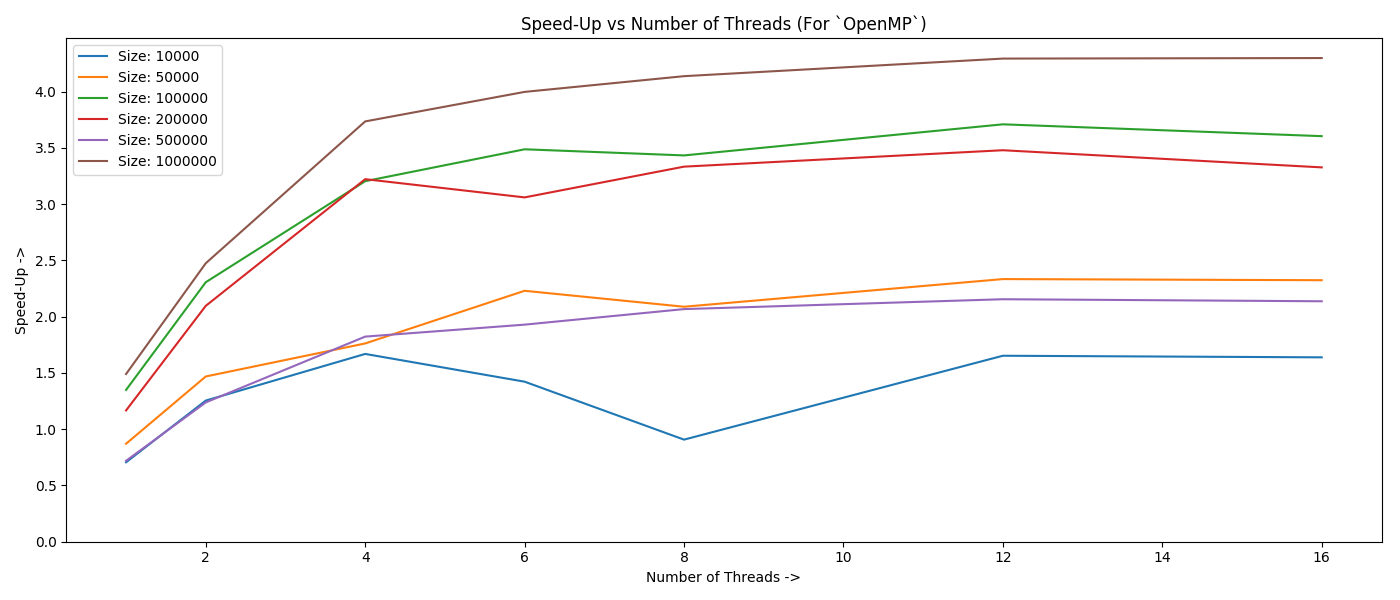 Speed-Up vs Number of Threads (For `OpenMP`)
Size: 10000
Size: 50000
Size: 100000
Size: 200000
Size: 500000
Size: 1000000
Speed-Up ->
4.0
3.5
3.0
2.5
2.0
1.5
1.0
0.5
0.0
2 4 6 8 10 12 14 16
Number of Threads ->